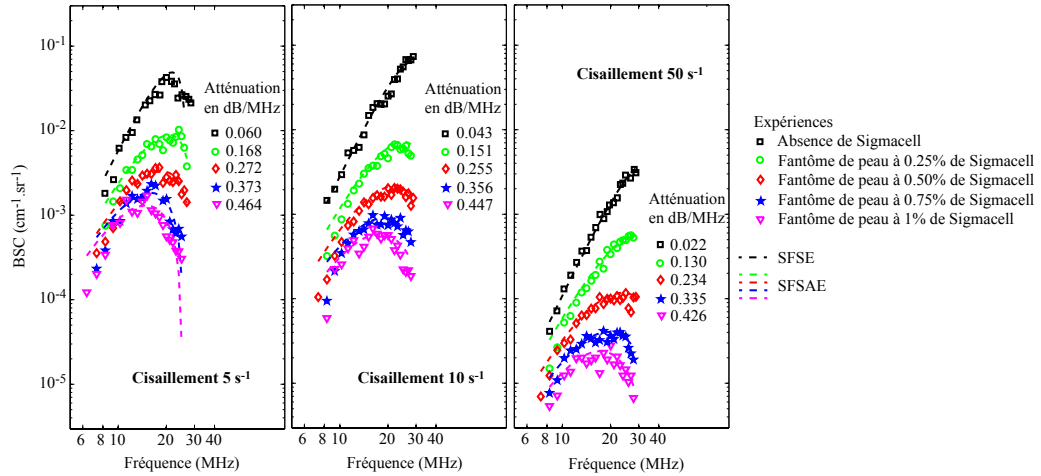 BSC (cm⁻¹.sr⁻¹)
10⁻¹
10⁻²
10⁻³
10⁻⁴
10⁻⁵
Atténuation
en dB/MHz
0.060
0.168
0.272
0.373
0.464
Cisaillement 5 s⁻¹
6 8 10 20 30 40
Fréquence (MHz)
Atténuation
en dB/MHz
0.043
0.151
0.255
0.356
0.447
Cisaillement 10 s⁻¹
6 8 10 20 30 40
Fréquence (MHz)
Cisaillement 50 s⁻¹
Atténuation
en dB/MHz
0.022
0.130
0.234
0.335
0.426
6 8 10 20 30 40
Fréquence (MHz)
Expériences
Absence de Sigmacell
Fantôme de peau à 0.25% de Sigmacell
Fantôme de peau à 0.50% de Sigmacell
Fantôme de peau à 0.75% de Sigmacell
Fantôme de peau à 1% de Sigmacell
SFSE
SFSAE